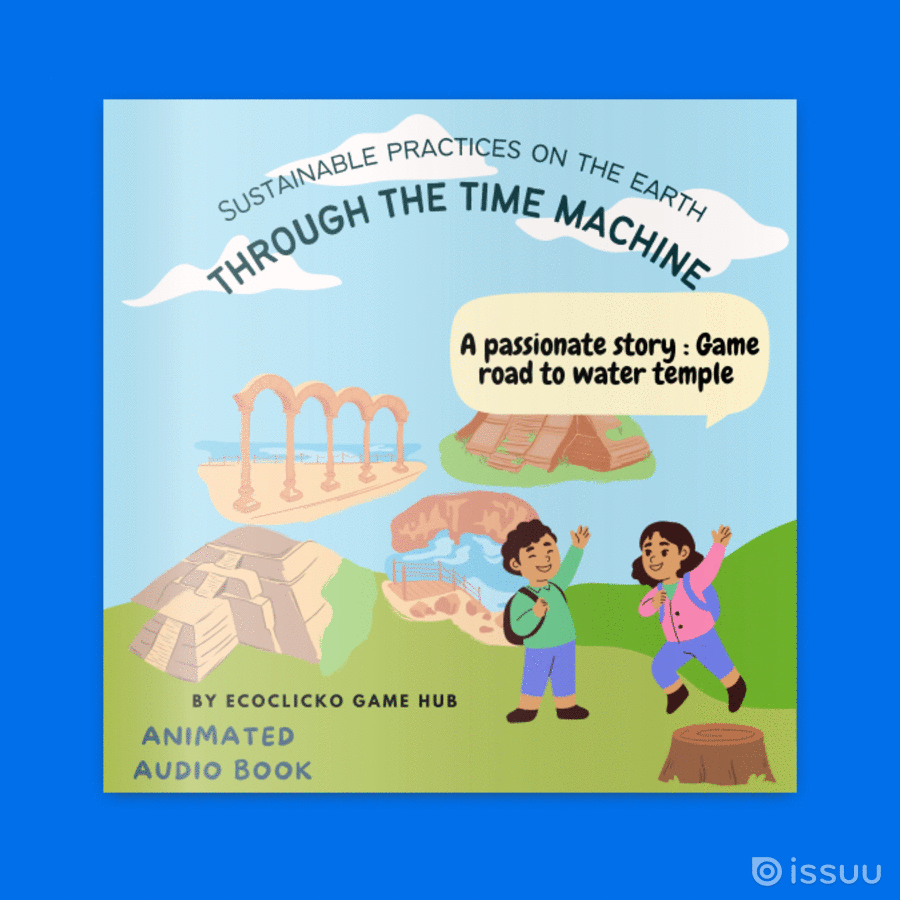 SUSTAINABLE PRACTICES ON THE EARTH
THROUGH THE TIME MACHINE
A passionate story : Game
road to water temple
BY ECOCLICKO GAME HUB
ANIMATED
AUDIO BOOK
issuu